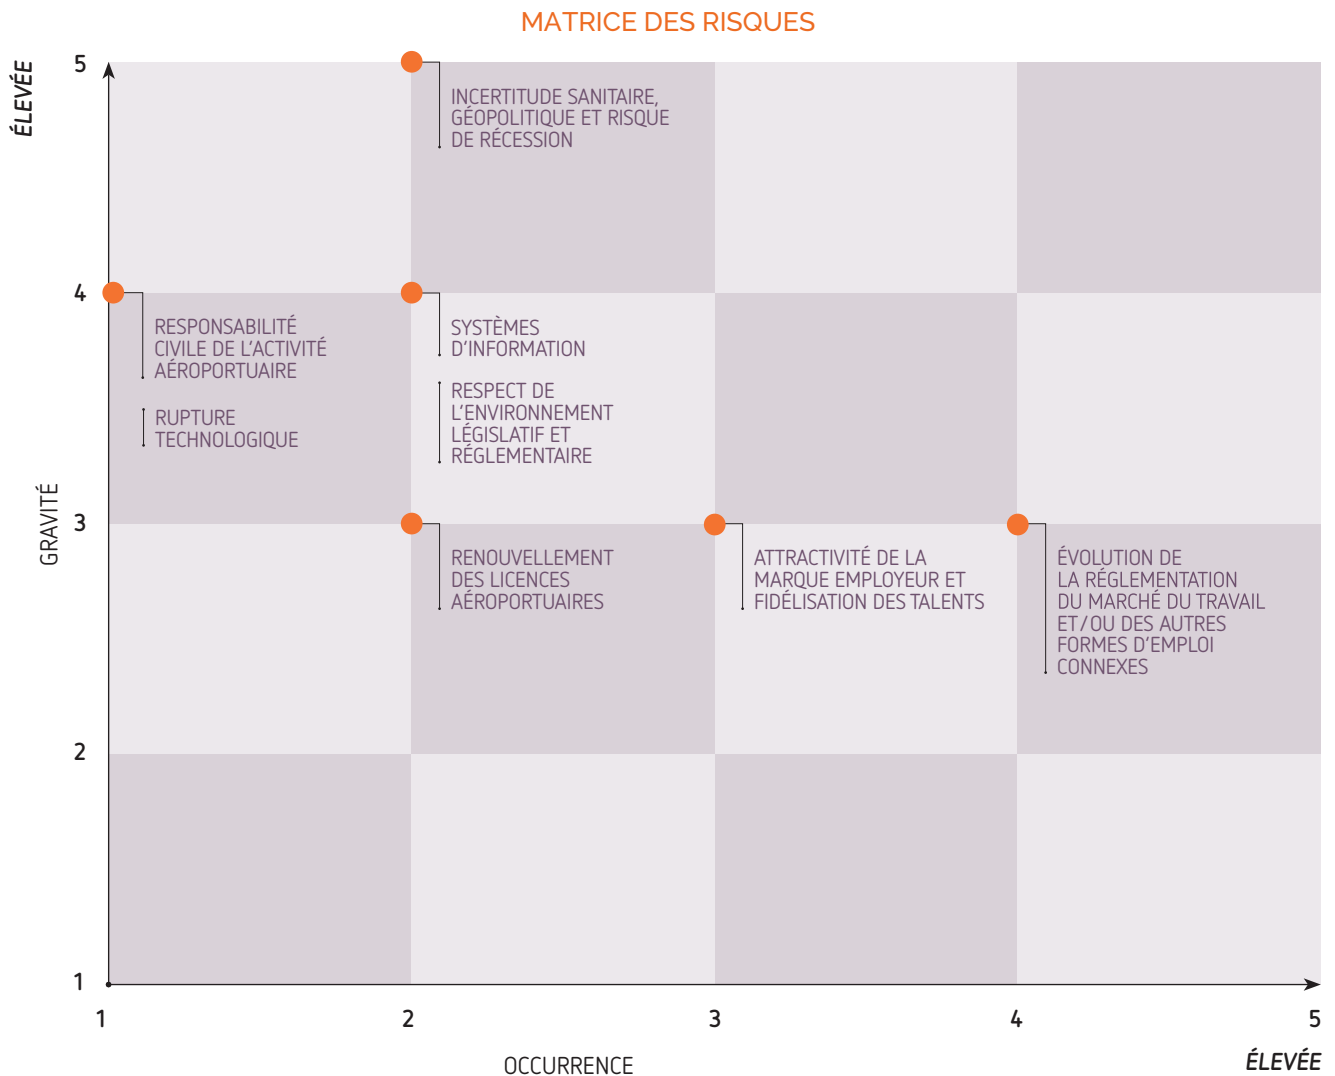 MATRICE DES RISQUES
ÉLEVÉE
5
INCERTITUDE SANITAIRE,
GÉOPOLITIQUE ET RISQUE
DE RÉCESSION
4
RESPONSABILITÉ
CIVILE DE L'ACTIVITÉ
AÉROPORTUAIRE
RUPTURE
TECHNOLOGIQUE
SYSTÈMES
D'INFORMATION
RESPECT DE
L'ENVIRONNEMENT
LÉGISLATIF ET
RÉGLEMENTAIRE
GRAVITÉ
3
RENOUVELLEMENT
DES LICENCES
AÉROPORTUAIRES
ATTRACTIVITÉ DE LA
MARQUE EMPLOYEUR ET
FIDÉLISATION DES TALENTS
ÉVOLUTION DE
LA RÉGLEMENTATION
DU MARCHÉ DU TRAVAIL
ET/OU DES AUTRES
FORMES D'EMPLOI
CONNEXES
2
1
1 2 3 4 5
OCCURRENCE
ÉLEVÉE